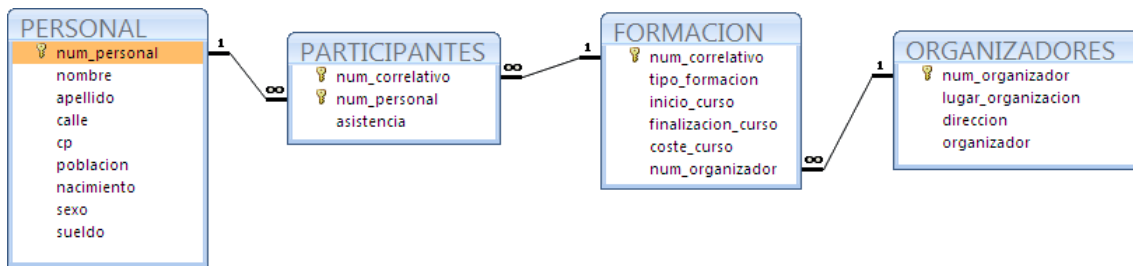 PERSONAL
num_personal
nombre
apellido
calle
cp
poblacion
nacimiento
sexo
sueldo
1
∞
PARTICIPANTES
num_correlativo
num_personal
asistencia
∞
1
FORMACION
num_correlativo
tipo_formacion
inicio_curso
finalizacion_curso
coste_curso
num_organizador
∞
1
ORGANIZADORES
num_organizador
lugar_organizacion
direccion
organizador